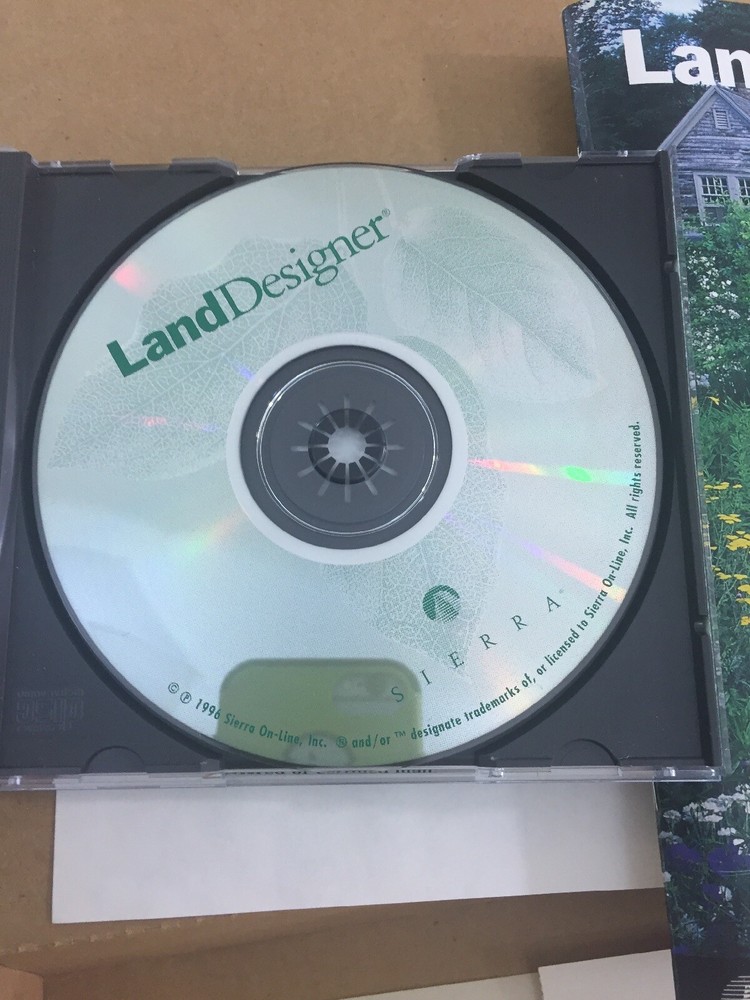 Lan
LandDesigner®
SIERRA®
© ℗ 1996 Sierra On-Line, Inc. ® and/or ™ designate trademarks of, or licensed to Sierra On-Line, Inc. All rights reserved.